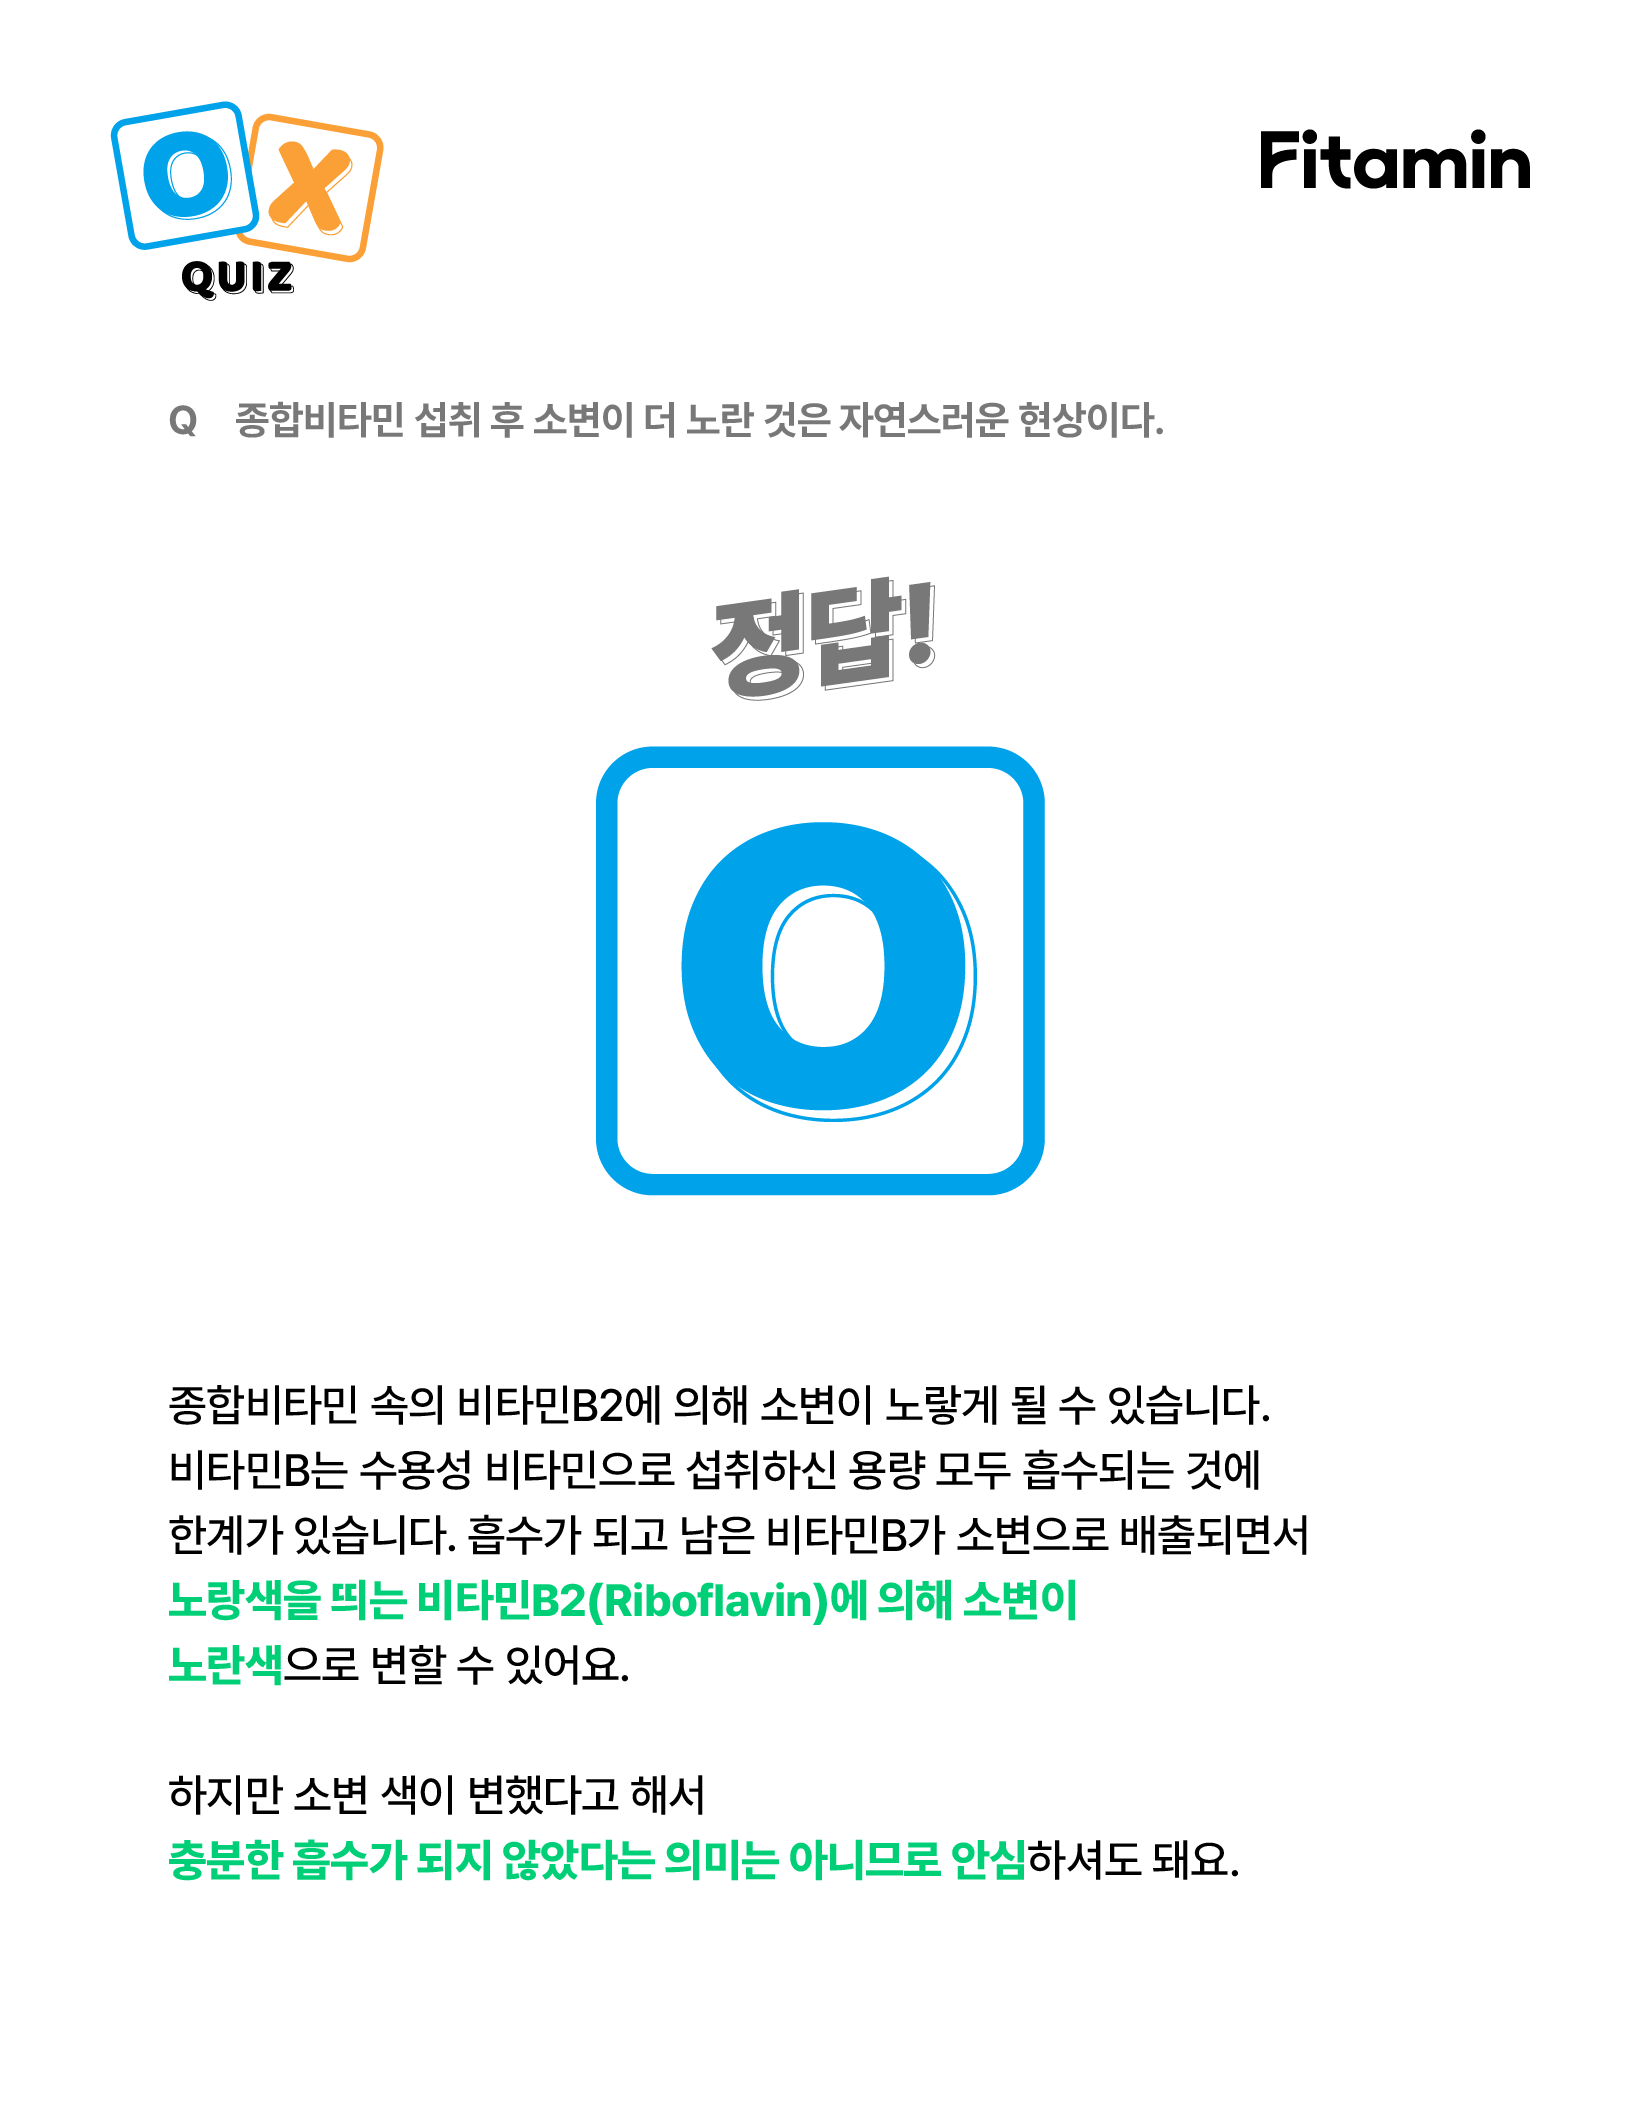 O X
QUIZ
Fitamin
Q 종합비타민 섭취 후 소변이 더 노란 것은 자연스러운 현상이다.
정답!
O
종합비타민 속의 비타민B2에 의해 소변이 노랗게 될 수 있습니다.
비타민B는 수용성 비타민으로 섭취하신 용량 모두 흡수되는 것에
한계가 있습니다. 흡수가 되고 남은 비타민B가 소변으로 배출되면서
노랑색을 띄는 비타민B2(Riboflavin)에 의해 소변이
노란색으로 변할 수 있어요.
하지만 소변 색이 변했다고 해서
충분한 흡수가 되지 않았다는 의미는 아니므로 안심하셔도 돼요.